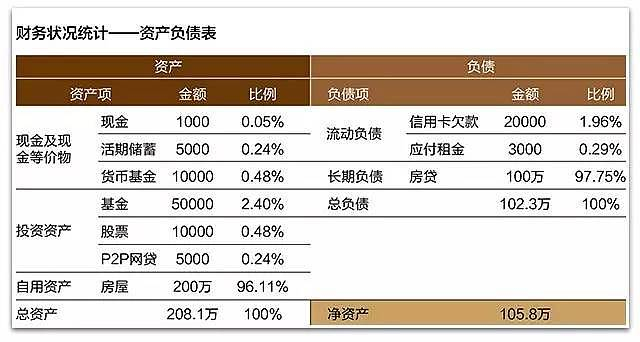 财务状况统计——资产负债表
资产 负债
资产项 金额 比例 负债项 金额 比例
现金及现金等价物 现金 1000 0.05% 流动负债 信用卡欠款 20000 1.96%
活期储蓄 5000 0.24% 应付租金 3000 0.29%
货币基金 10000 0.48% 长期负债 房贷 100万 97.75%
投资资产 基金 50000 2.40% 总负债 102.3万 100%
股票 10000 0.48%
P2P网贷 5000 0.24%
自用资产 房屋 200万 96.11%
总资产 208.1万 100% 净资产 105.8万